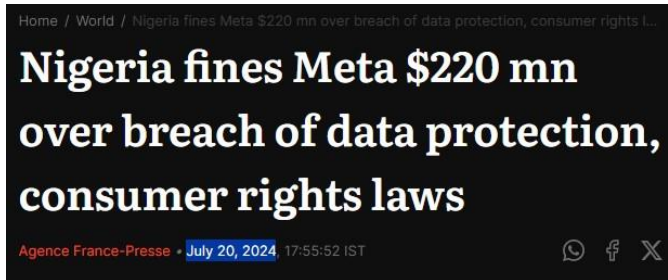 Home / World / Nigeria fines Meta $220 mn over breach of data protection, consumer rights l...
Nigeria fines Meta $220 mn
over breach of data protection,
consumer rights laws
Agence France-Presse • July 20, 2024, 17:55:52 IST